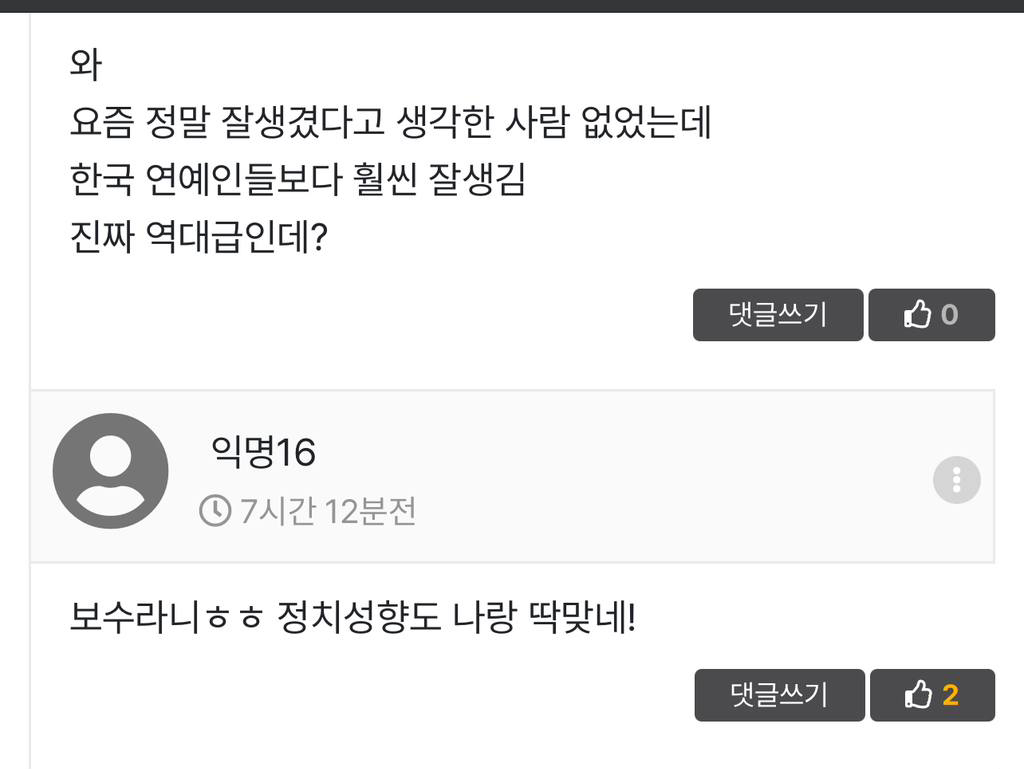 와
요즘 정말 잘생겼다고 생각한 사람 없었는데
한국 연예인들보다 훨씬 잘생김
진짜 역대급인데?
댓글쓰기 0
익명16
7시간 12분전
보수라니ㅎㅎ 정치성향도 나랑 딱맞네!
댓글쓰기 2